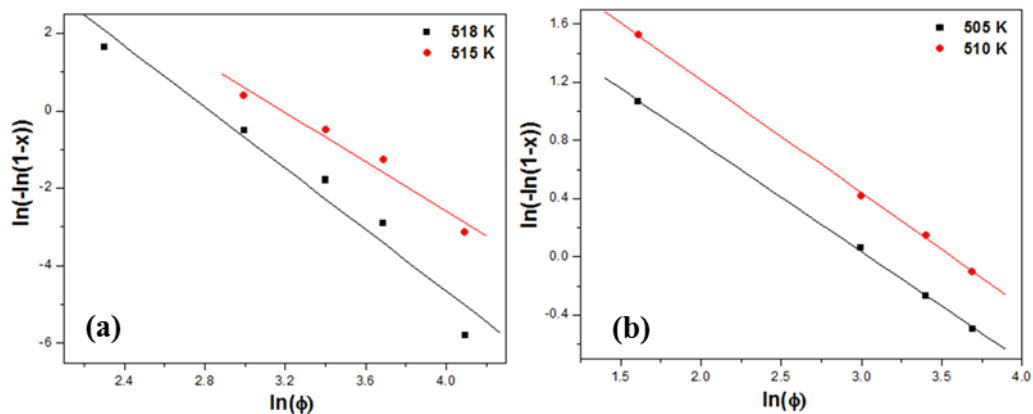 ln(-ln(1-x))
2
0
-2
-4
-6
518 K
515 K
(a)
2.4 2.8 3.2 3.6 4.0
ln(ϕ)
ln(-ln(1-x))
1.6
1.2
0.8
0.4
0.0
-0.4
505 K
510 K
(b)
1.5 2.0 2.5 3.0 3.5 4.0
ln(ϕ)